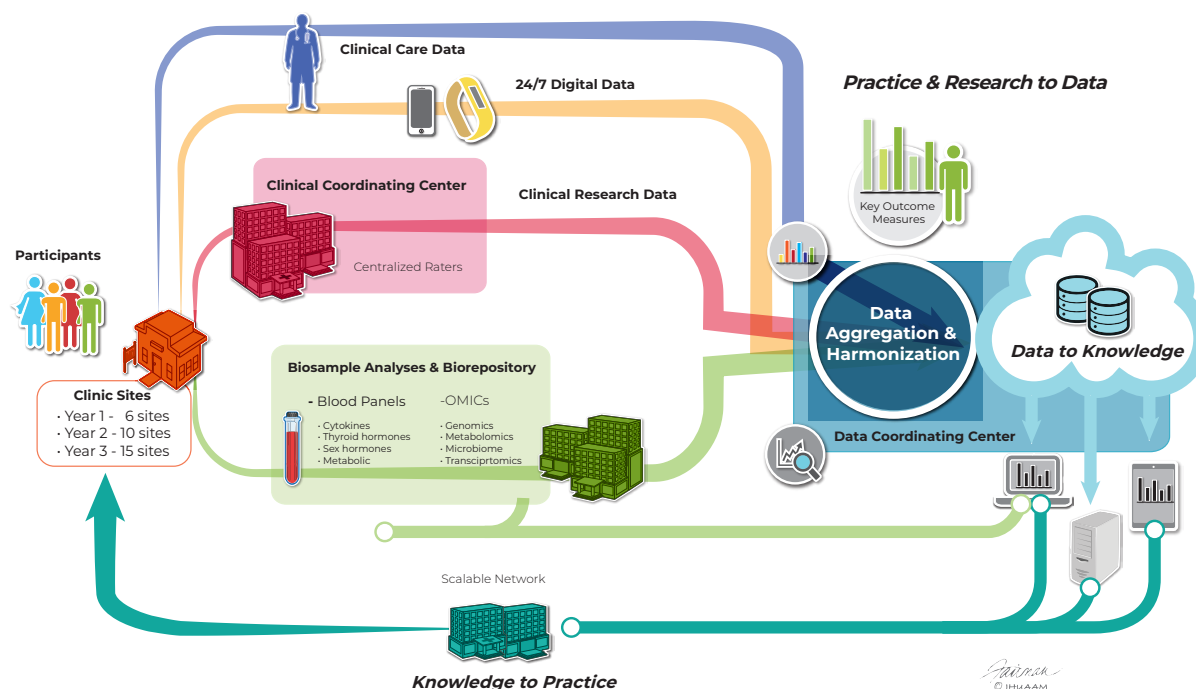 Clinical Care Data
24/7 Digital Data
Practice & Research to Data
Clinical Coordinating Center
Clinical Research Data
Centralized Raters
Key Outcome
Measures
Participants
Data
Aggregation &
Harmonization
Data to Knowledge
Biosample Analyses & Biorepository
- Blood Panels
· Cytokines
· Thyroid hormones
· Sex hormones
· Metabolic
-OMICs
· Genomics
· Metabolomics
· Microbiome
· Transciprtomics
Clinic Sites
· Year 1 - 6 sites
· Year 2 - 10 sites
· Year 3 - 15 sites
Data Coordinating Center
Scalable Network
Knowledge to Practice
© JHUAAM